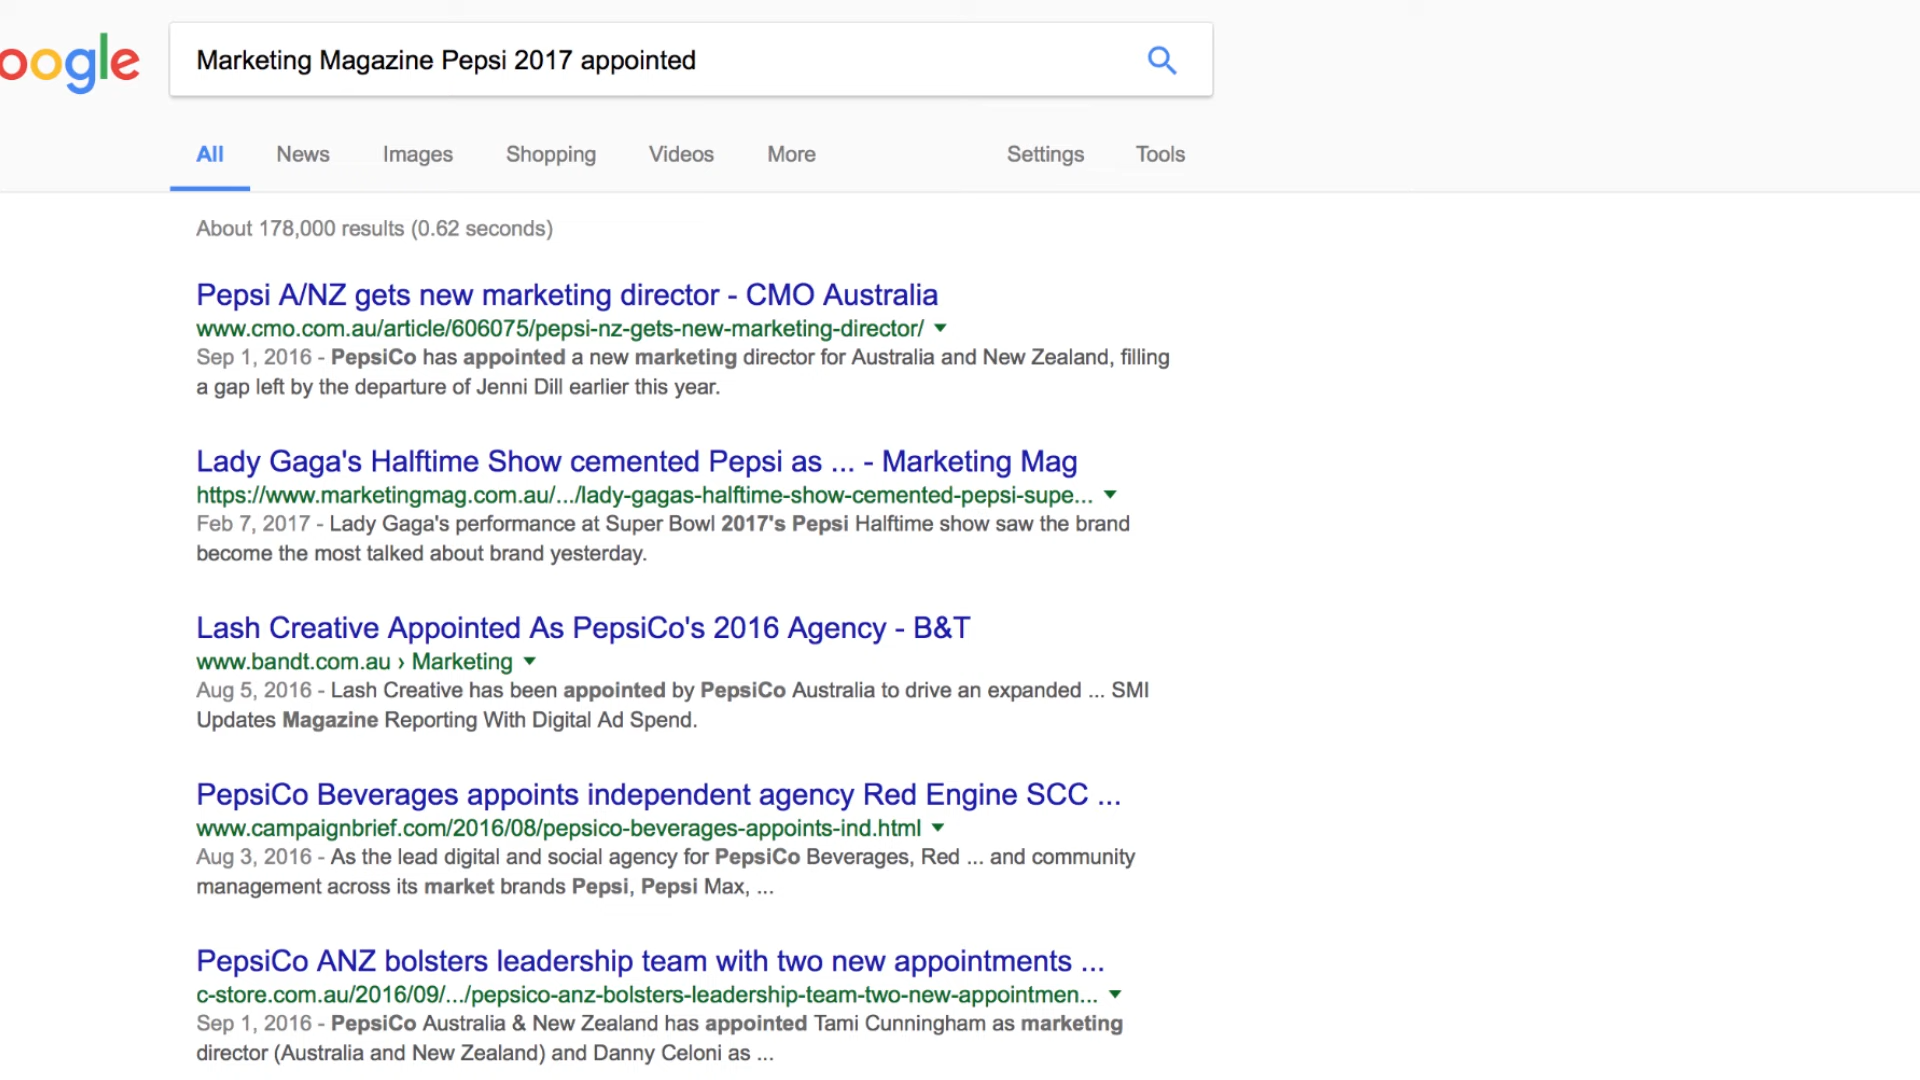 oogle
Marketing Magazine Pepsi 2017 appointed
All News Images Shopping Videos More Settings Tools
About 178,000 results (0.62 seconds)
Pepsi A/NZ gets new marketing director - CMO Australia
www.cmo.com.au/article/606075/pepsi-nz-gets-new-marketing-director/
Sep 1, 2016 - PepsiCo has appointed a new marketing director for Australia and New Zealand, filling
a gap left by the departure of Jenni Dill earlier this year.
Lady Gaga's Halftime Show cemented Pepsi as ... - Marketing Mag
https://www.marketingmag.com.au/.../lady-gagas-halftime-show-cemented-pepsi-supe...
Feb 7, 2017 - Lady Gaga's performance at Super Bowl 2017's Pepsi Halftime show saw the brand
become the most talked about brand yesterday.
Lash Creative Appointed As PepsiCo's 2016 Agency - B&T
www.bandt.com.au › Marketing
Aug 5, 2016 - Lash Creative has been appointed by PepsiCo Australia to drive an expanded ... SMI
Updates Magazine Reporting With Digital Ad Spend.
PepsiCo Beverages appoints independent agency Red Engine SCC ...
www.campaignbrief.com/2016/08/pepsico-beverages-appoints-ind.html
Aug 3, 2016 - As the lead digital and social agency for PepsiCo Beverages, Red ... and community
management across its market brands Pepsi, Pepsi Max, ...
PepsiCo ANZ bolsters leadership team with two new appointments ...
c-store.com.au/2016/09/.../pepsico-anz-bolsters-leadership-team-two-new-appointmen...
Sep 1, 2016 - PepsiCo Australia & New Zealand has appointed Tami Cunningham as marketing
director (Australia and New Zealand) and Danny Celoni as ...